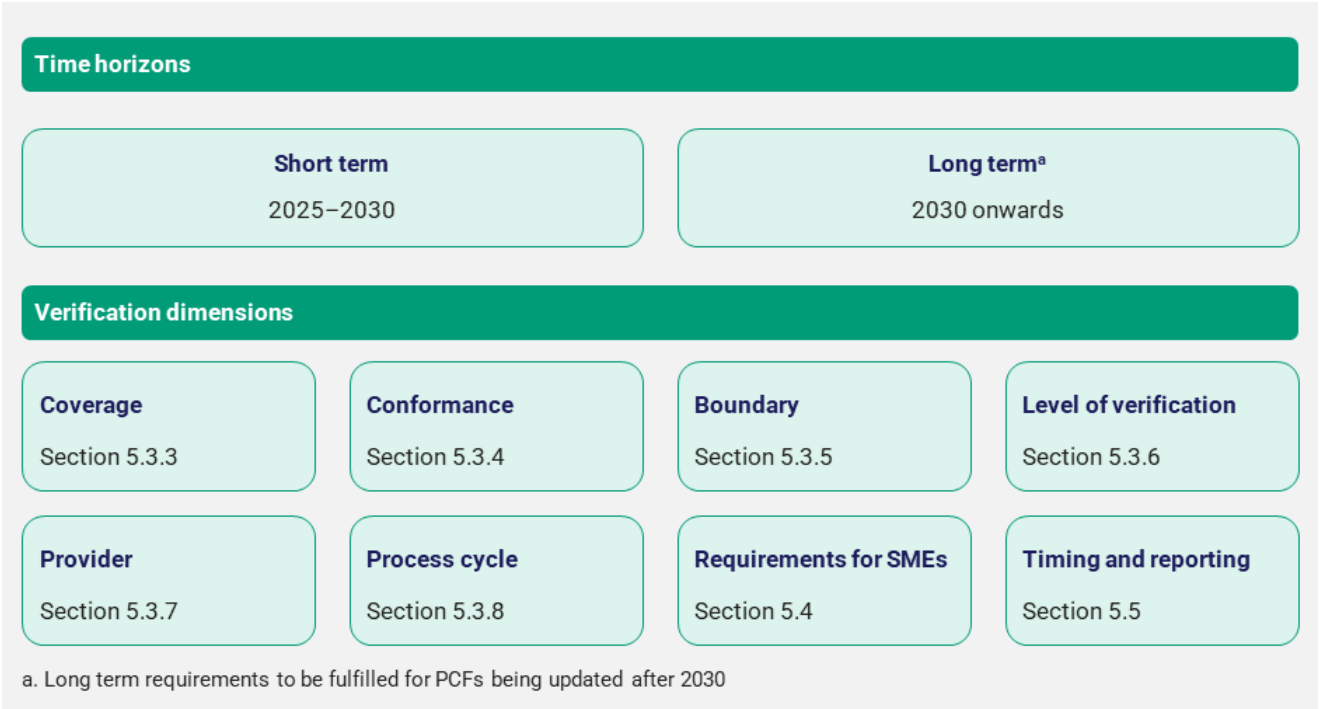 Time horizons
Short term
2025–2030
Long termᵃ
2030 onwards
Verification dimensions
Coverage
Section 5.3.3
Conformance
Section 5.3.4
Boundary
Section 5.3.5
Level of verification
Section 5.3.6
Provider
Section 5.3.7
Process cycle
Section 5.3.8
Requirements for SMEs
Section 5.4
Timing and reporting
Section 5.5
a. Long term requirements to be fulfilled for PCFs being updated after 2030